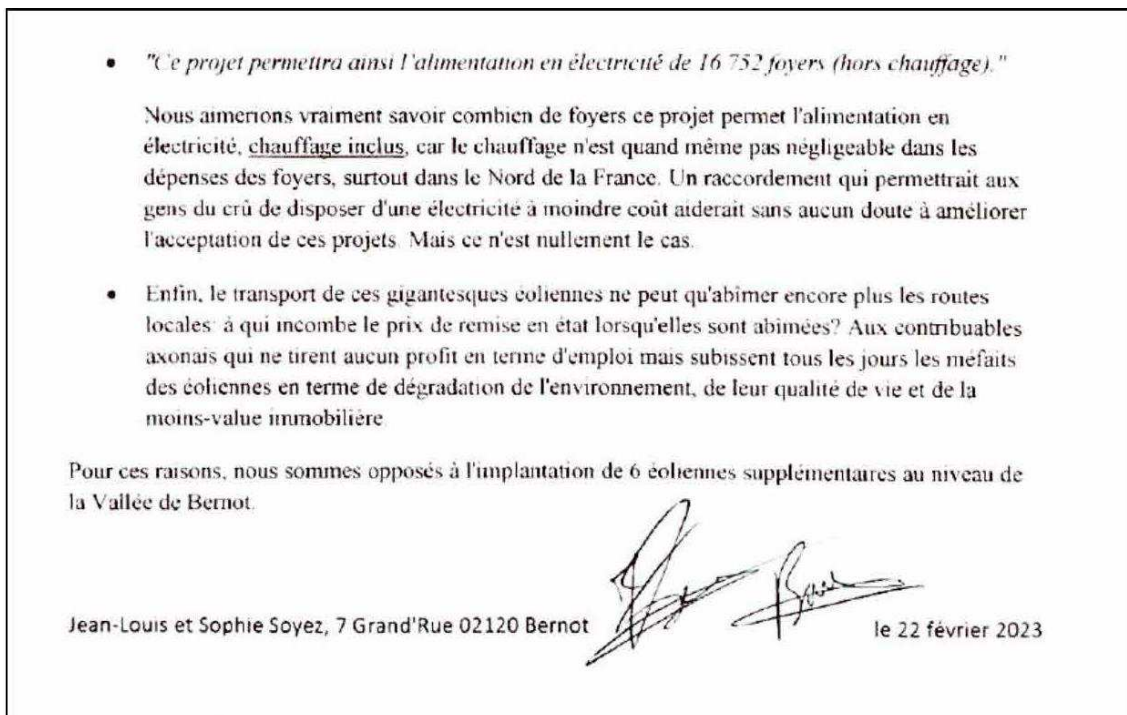 • "Ce projet permettra ainsi l'alimentation en électricité de 16 752 foyers (hors chauffage)."
Nous aimerions vraiment savoir combien de foyers ce projet permet l'alimentation en
électricité, chauffage inclus, car le chauffage n'est quand même pas négligeable dans les
dépenses des foyers, surtout dans le Nord de la France. Un raccordement qui permettrait aux
gens du crû de disposer d'une électricité à moindre coût aiderait sans aucun doute à améliorer
l'acceptation de ces projets. Mais ce n'est nullement le cas.
• Enfin, le transport de ces gigantesques éoliennes ne peut qu'abîmer encore plus les routes
locales: à qui incombe le prix de remise en état lorsqu'elles sont abîmées? Aux contribuables
axonais qui ne tirent aucun profit en terme d'emploi mais subissent tous les jours les méfaits
des éoliennes en terme de dégradation de l'environnement, de leur qualité de vie et de la
moins-value immobilière
Pour ces raisons, nous sommes opposés à l'implantation de 6 éoliennes supplémentaires au niveau de
la Vallée de Bernot.
Jean-Louis et Sophie Soyez, 7 Grand'Rue 02120 Bernot le 22 février 2023